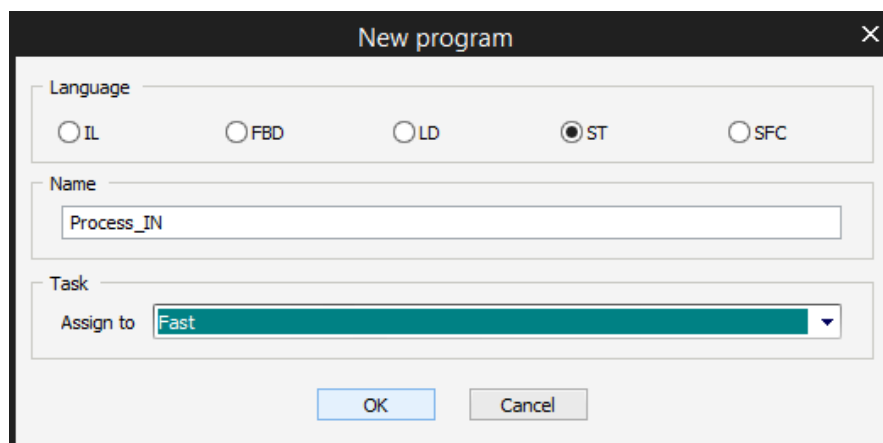 New program
Language
IL FBD LD ST SFC
Name
Process_IN
Task
Assign to Fast
OK Cancel